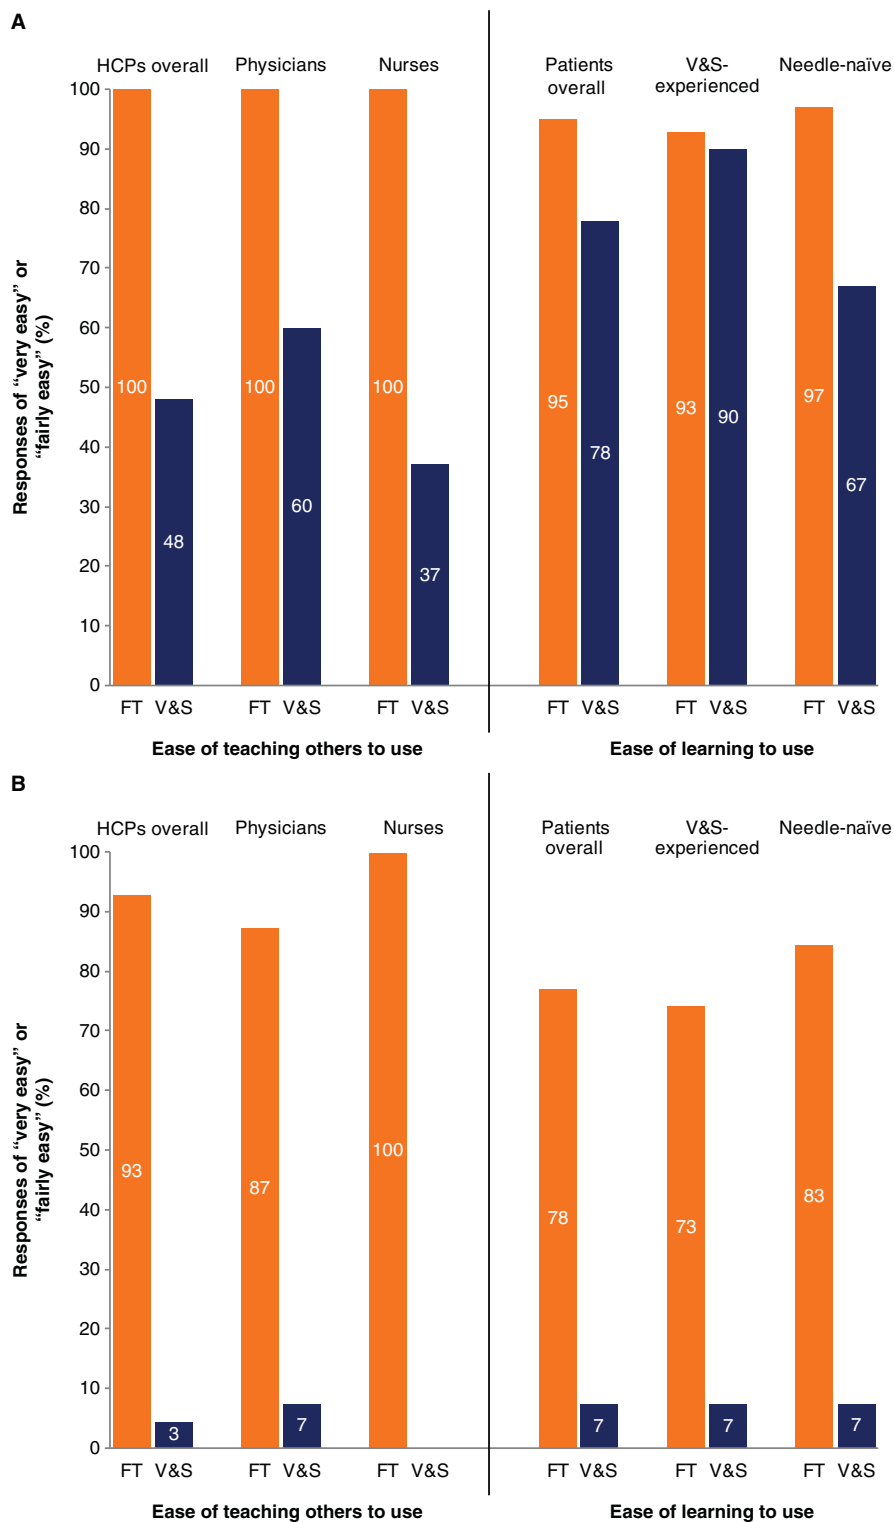 A
HCPs overall Physicians Nurses Patients overall V&S-experienced Needle-naïve
100
90
80
70
60
50
40
30
20
10
0
Responses of “very easy” or
“fairly easy” (%)
100 48 100 60 100 37 95 78 93 90 97 67
FT V&S FT V&S FT V&S FT V&S FT V&S FT V&S
Ease of teaching others to use Ease of learning to use
B
HCPs overall Physicians Nurses Patients overall V&S-experienced Needle-naïve
100
90
80
70
60
50
40
30
20
10
0
Responses of “very easy” or
“fairly easy” (%)
93 3 87 7 100 78 7 73 7 83 7
FT V&S FT V&S FT V&S FT V&S FT V&S FT V&S
Ease of teaching others to use Ease of learning to use